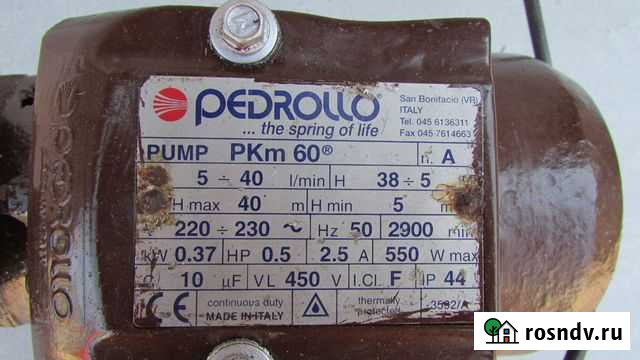 PEDROLLO
... the spring of life
San Bonifacio (VR)
ITALY
Tel. 045 6136311
Fax 045 7614663
PUMP PKm 60® n. A
5 ÷ 40 l/min H 38 ÷ 5
H max 40 m H min 5 m
220 ÷ 230 ~ Hz 50 2900 min
kW 0.37 HP 0.5 2.5 A 550 W max
C 10 µF VL 450 V I.Cl. F IP 44
CE continuous duty
MADE IN ITALY
thermally
protected
3582/A
PEDROLLO
rosndv.ru